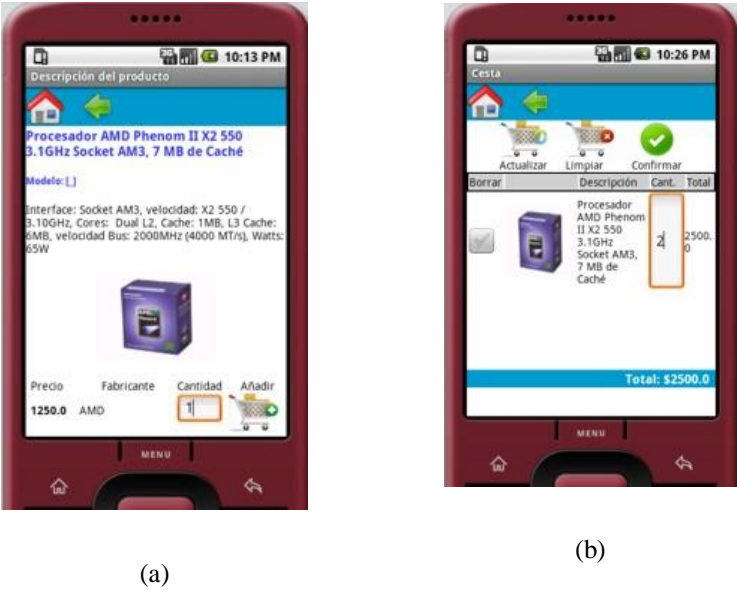 3G
10:13 PM
Descripción del producto
Procesador AMD Phenom II X2 550
3.1GHz Socket AM3, 7 MB de Caché
Modelo: [ ]
Interface: Socket AM3, velocidad: X2 550 /
3.10GHz, Cores: Dual L2, Cache: 1MB, L3 Cache:
6MB, velocidad Bus: 2000MHz (4000 MT/s), Watts:
65W
Precio Fabricante Cantidad Añadir
1250.0 AMD 1
MENU
(a)
3G
10:26 PM
Cesta
Actualizar Limpiar Confirmar
Borrar Descripción Cant. Total
Procesador
AMD Phenom
II X2 550
3.1GHz
Socket AM3,
7 MB de
Caché
2
2500.
0
Total: $2500.0
MENU
(b)